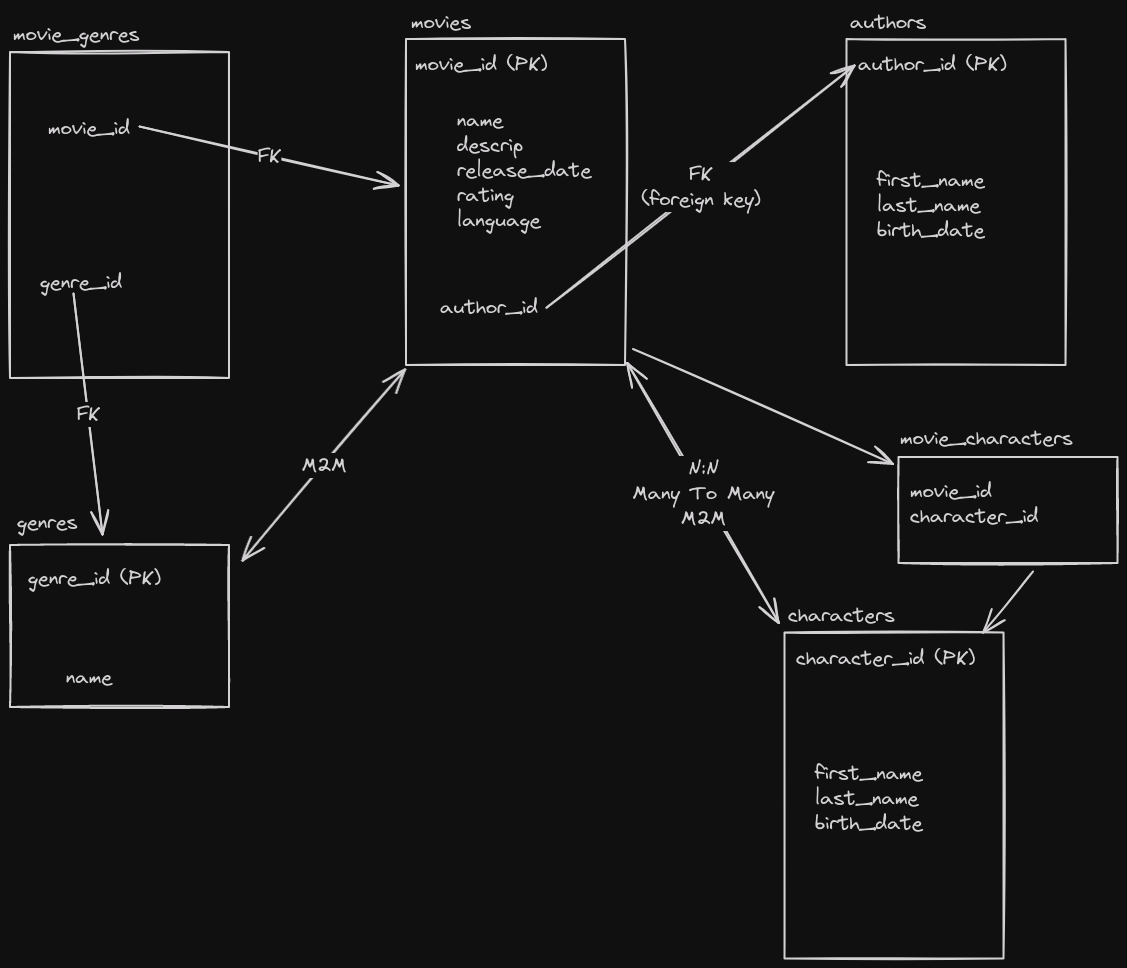 movie_genres
movie_id
FK
genre_id
FK
genres
genre_id (PK)
name
movies
movie_id (PK)
name
descrip
release_date
rating
language
author_id
FK
(foreign key)
authors
author_id (PK)
first_name
last_name
birth_date
M2M
N:N
Many To Many
M2M
movie_characters
movie_id
character_id
characters
character_id (PK)
first_name
last_name
birth_date